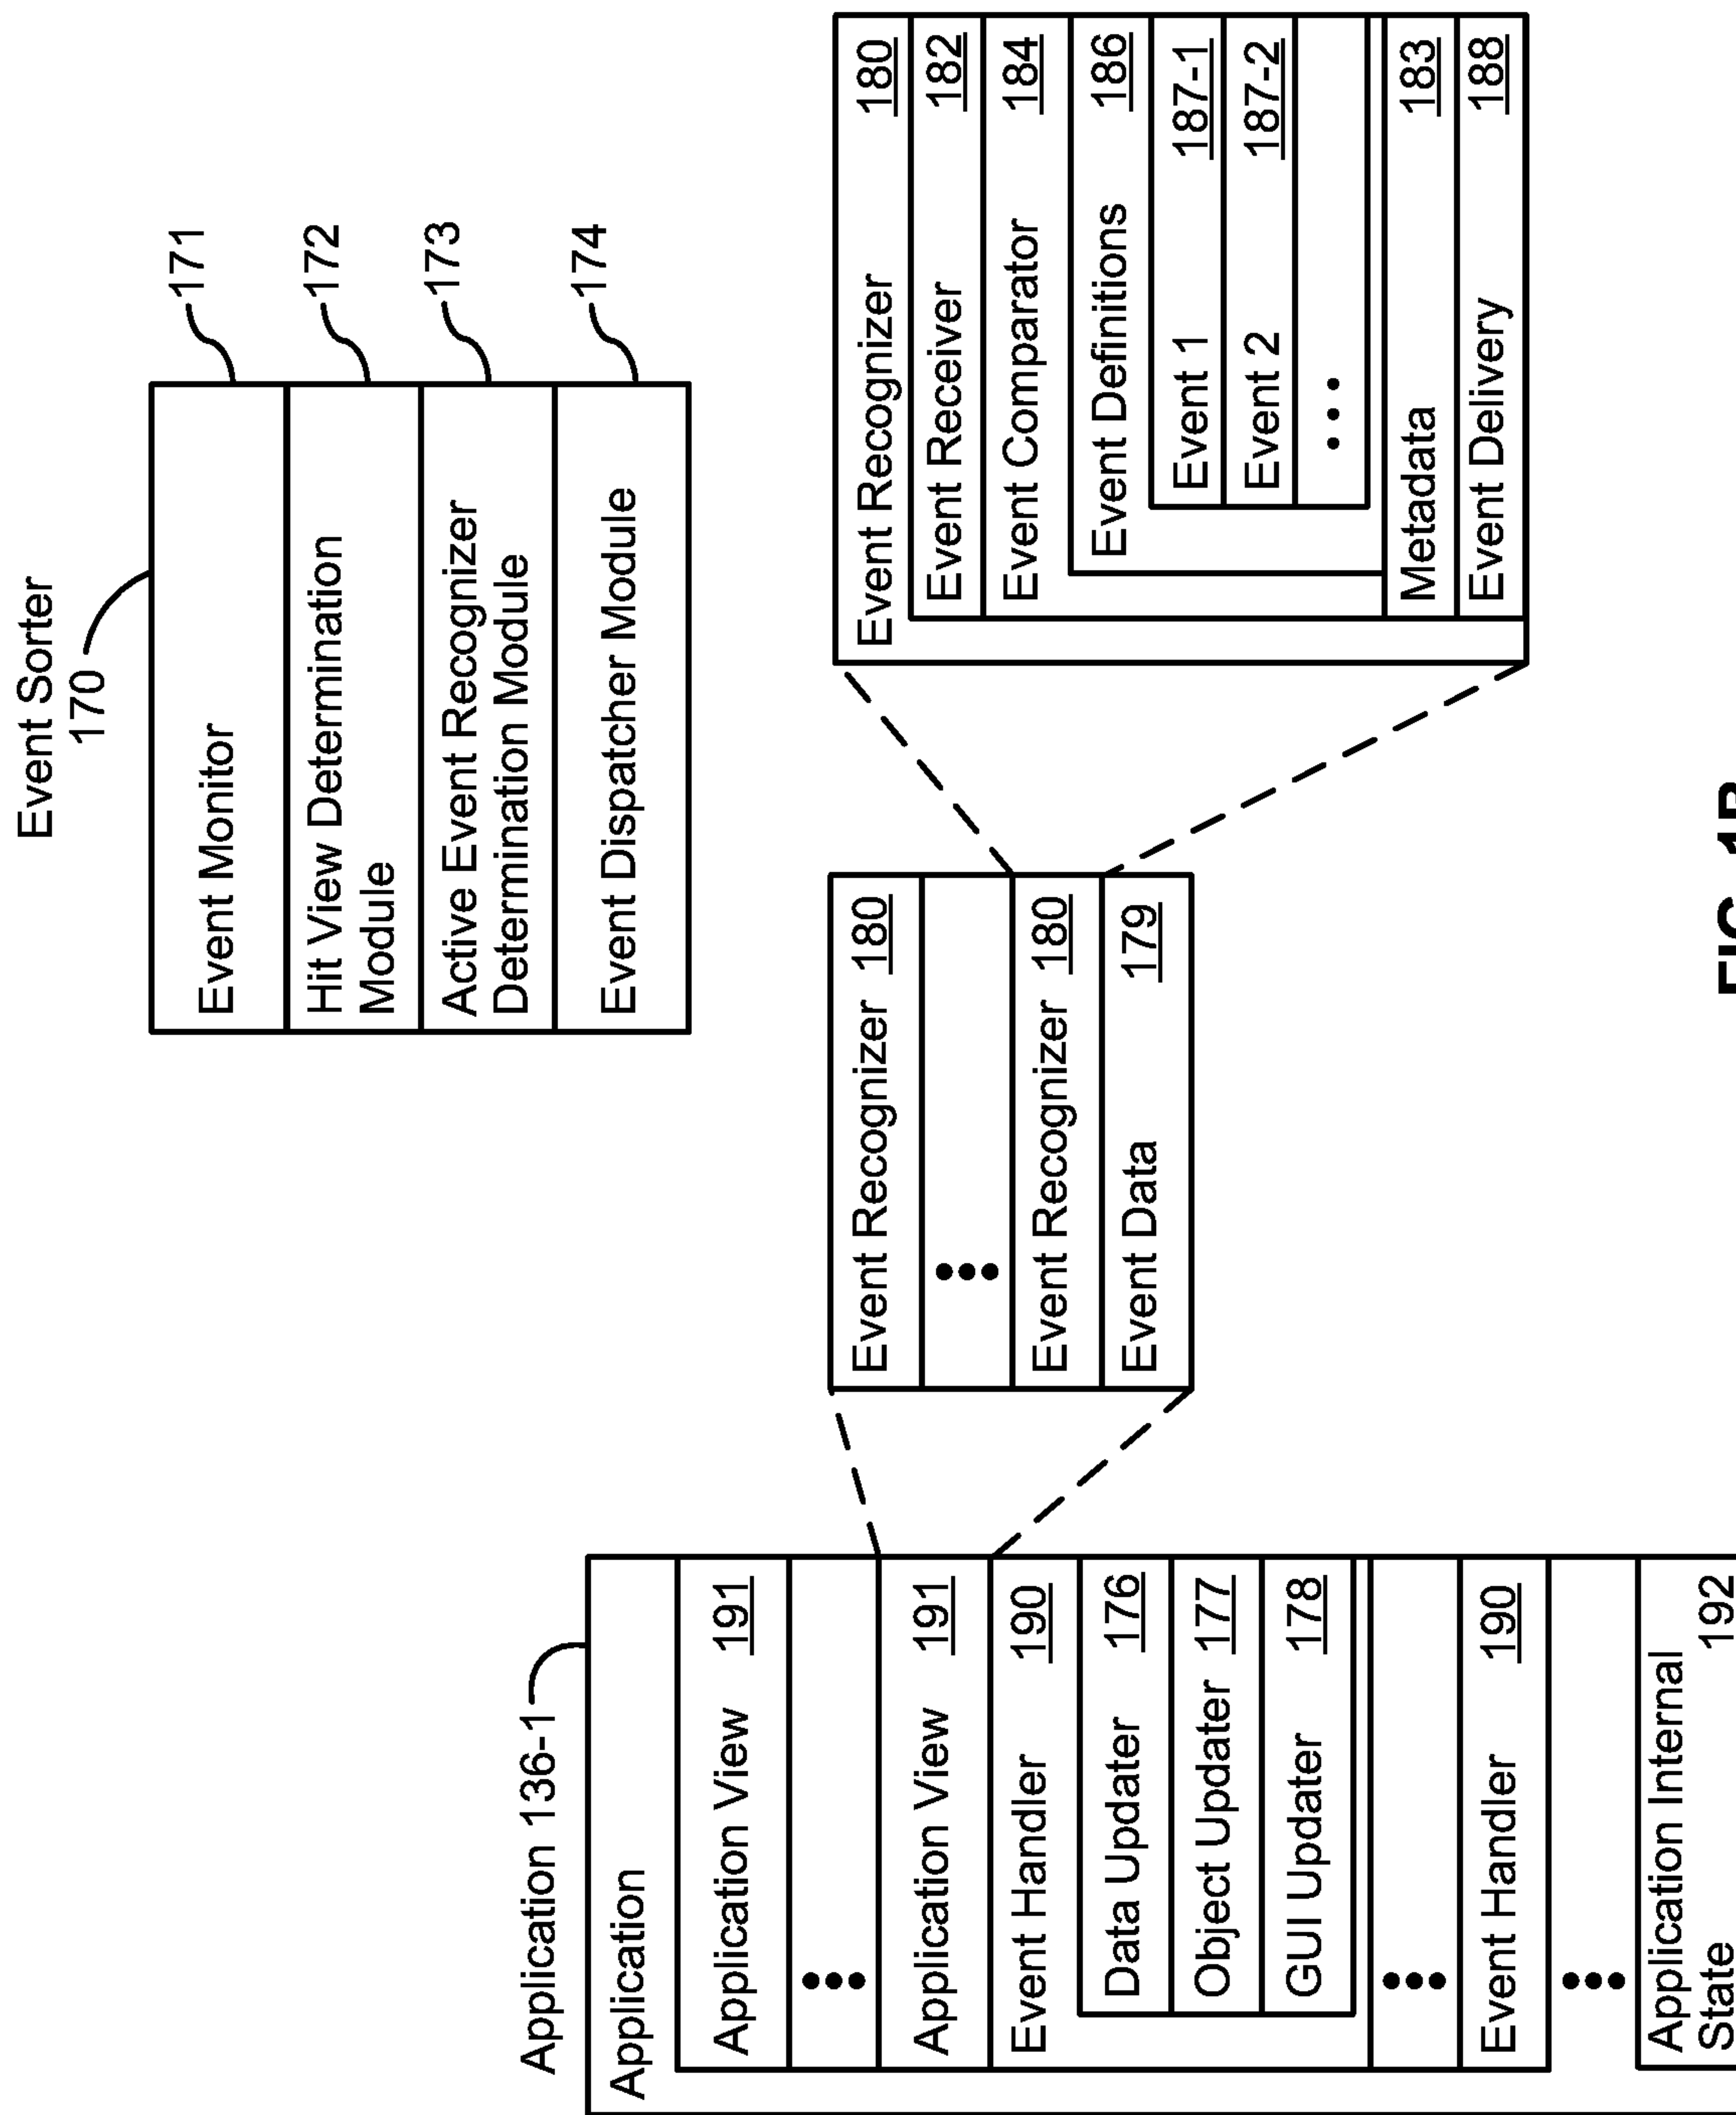 Event Sorter
170
Event Monitor
171
Hit View Determination
Module
172
Active Event Recognizer
Determination Module
173
Event Dispatcher Module
174
Application 136-1
Application
Application View 191
•••
Application View 191
Event Handler 190
Data Updater 176
Object Updater 177
GUI Updater 178
•••
Event Handler 190
•••
Application Internal
State 192
Event Recognizer 180
•••
Event Recognizer 180
Event Data 179
Event Recognizer 180
Event Receiver 182
Event Comparator 184
Event Definitions 186
Event 1 187-1
Event 2 187-2
• • •
Metadata 183
Event Delivery 188